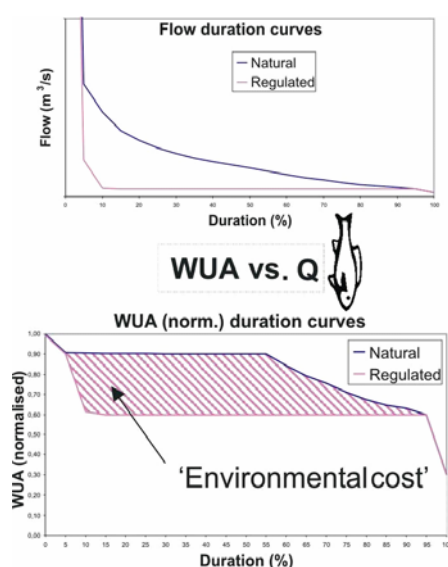 Flow duration curves
Natural
Regulated
Flow (m³/s)
0 10 20 30 40 50 60 70 80 90 100
Duration (%)
WUA vs. Q
WUA (norm.) duration curves
1,00
0,90
0,80
0,70
0,60
0,50
0,40
0,30
0,20
0,10
0,00
Natural
Regulated
WUA (normalised)
'Environmental cost'
0 5 10 15 20 25 30 35 40 45 50 55 60 65 70 75 80 85 90 95 100
Duration (%)